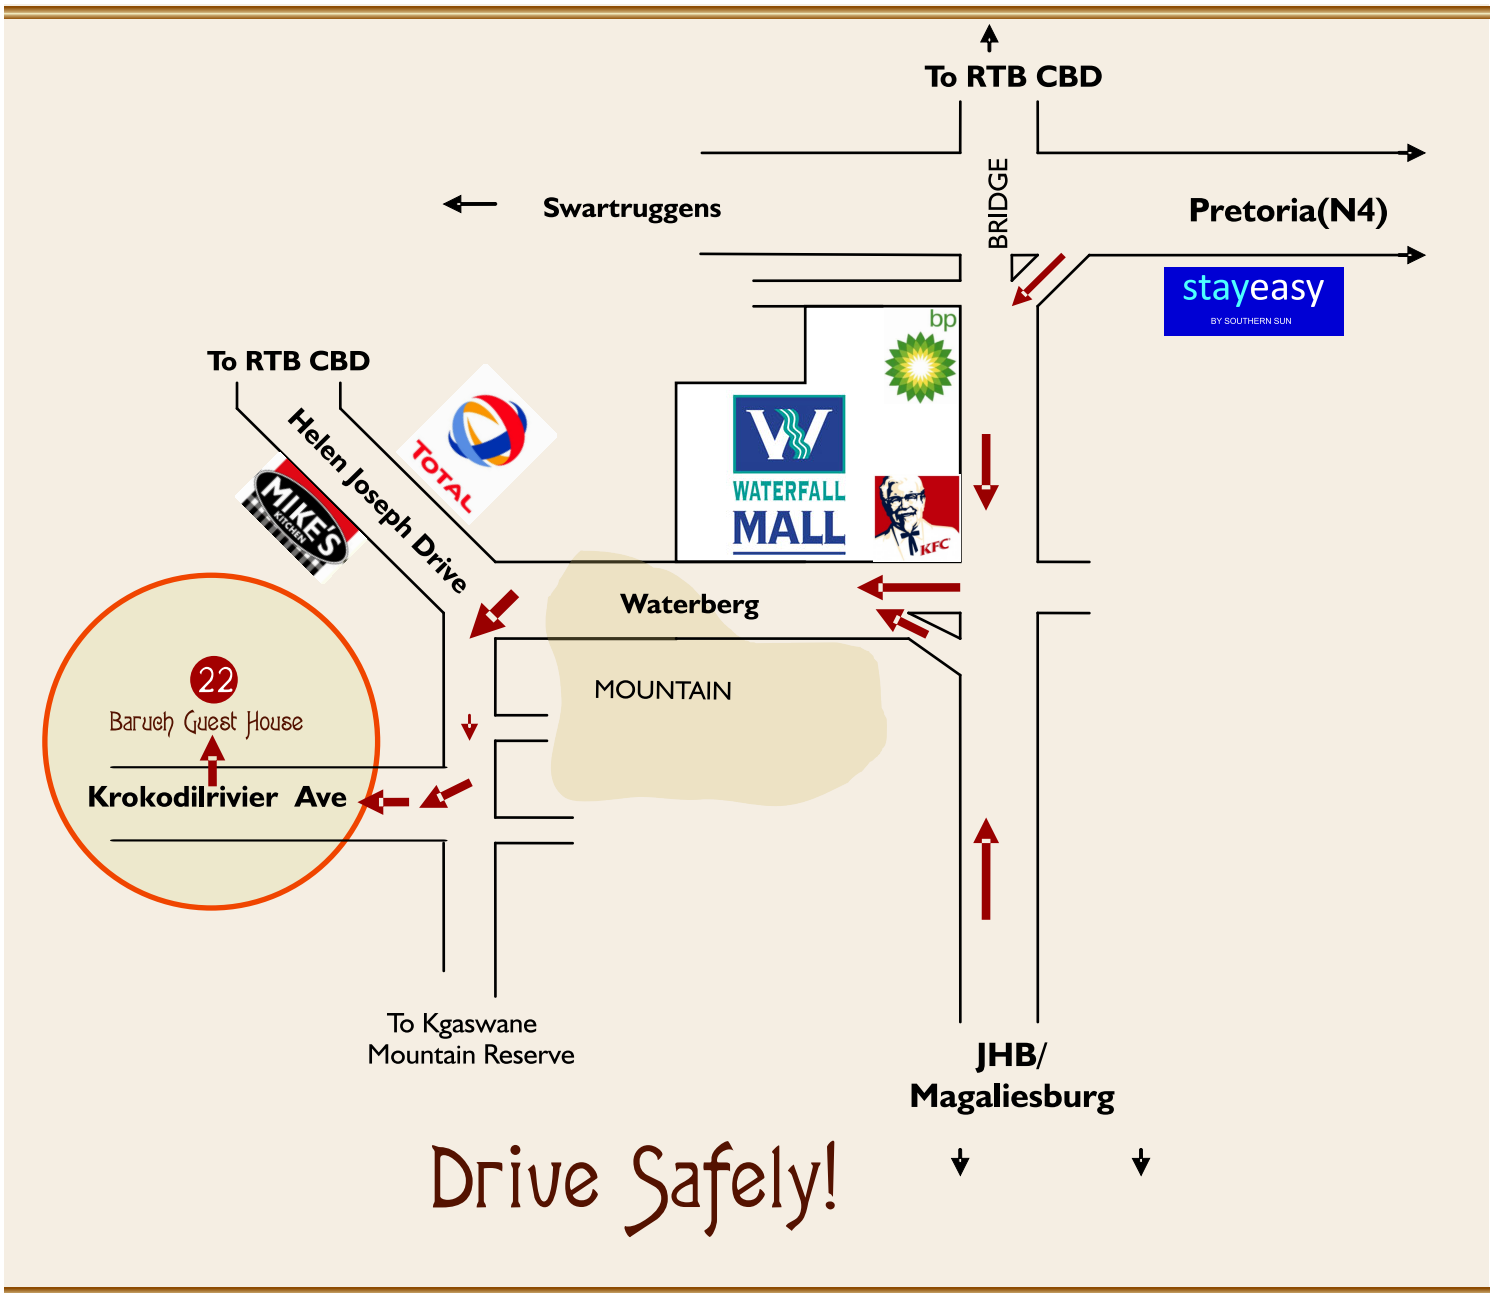 To RTB CBD
BRIDGE
Swartruggens
Pretoria(N4)
stayeasy
BY SOUTHERN SUN
bp
To RTB CBD
Helen Joseph Drive
TOTAL
MIKE'S
KITCHEN
W
WATERFALL
MALL
KFC
Waterberg
MOUNTAIN
22
Baruch Guest House
Krokodilrivier Ave
To Kgaswane
Mountain Reserve
JHB/
Magaliesburg
Drive Safely!